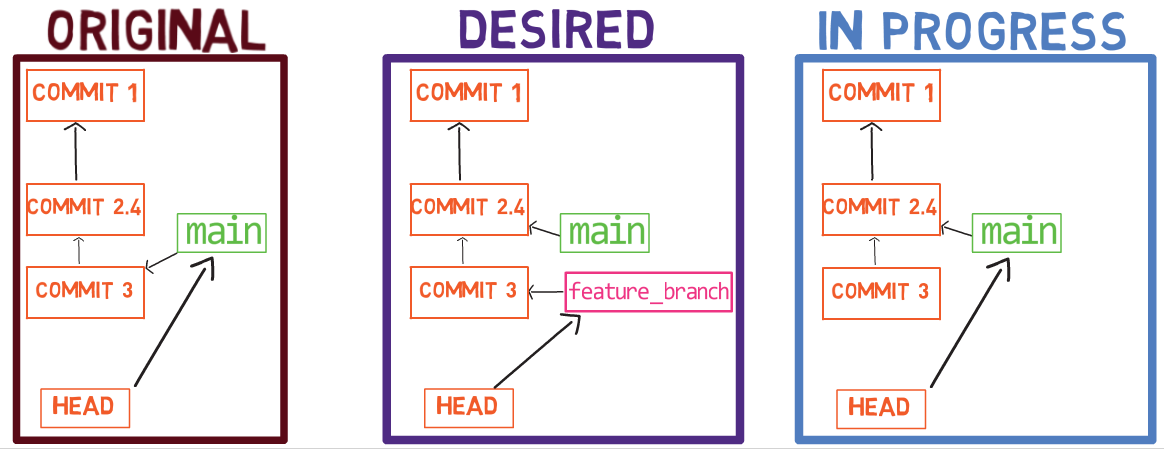 ORIGINAL
COMMIT 1
COMMIT 2.4
main
COMMIT 3
HEAD
DESIRED
COMMIT 1
COMMIT 2.4
main
COMMIT 3
feature_branch
HEAD
IN PROGRESS
COMMIT 1
COMMIT 2.4
main
COMMIT 3
HEAD